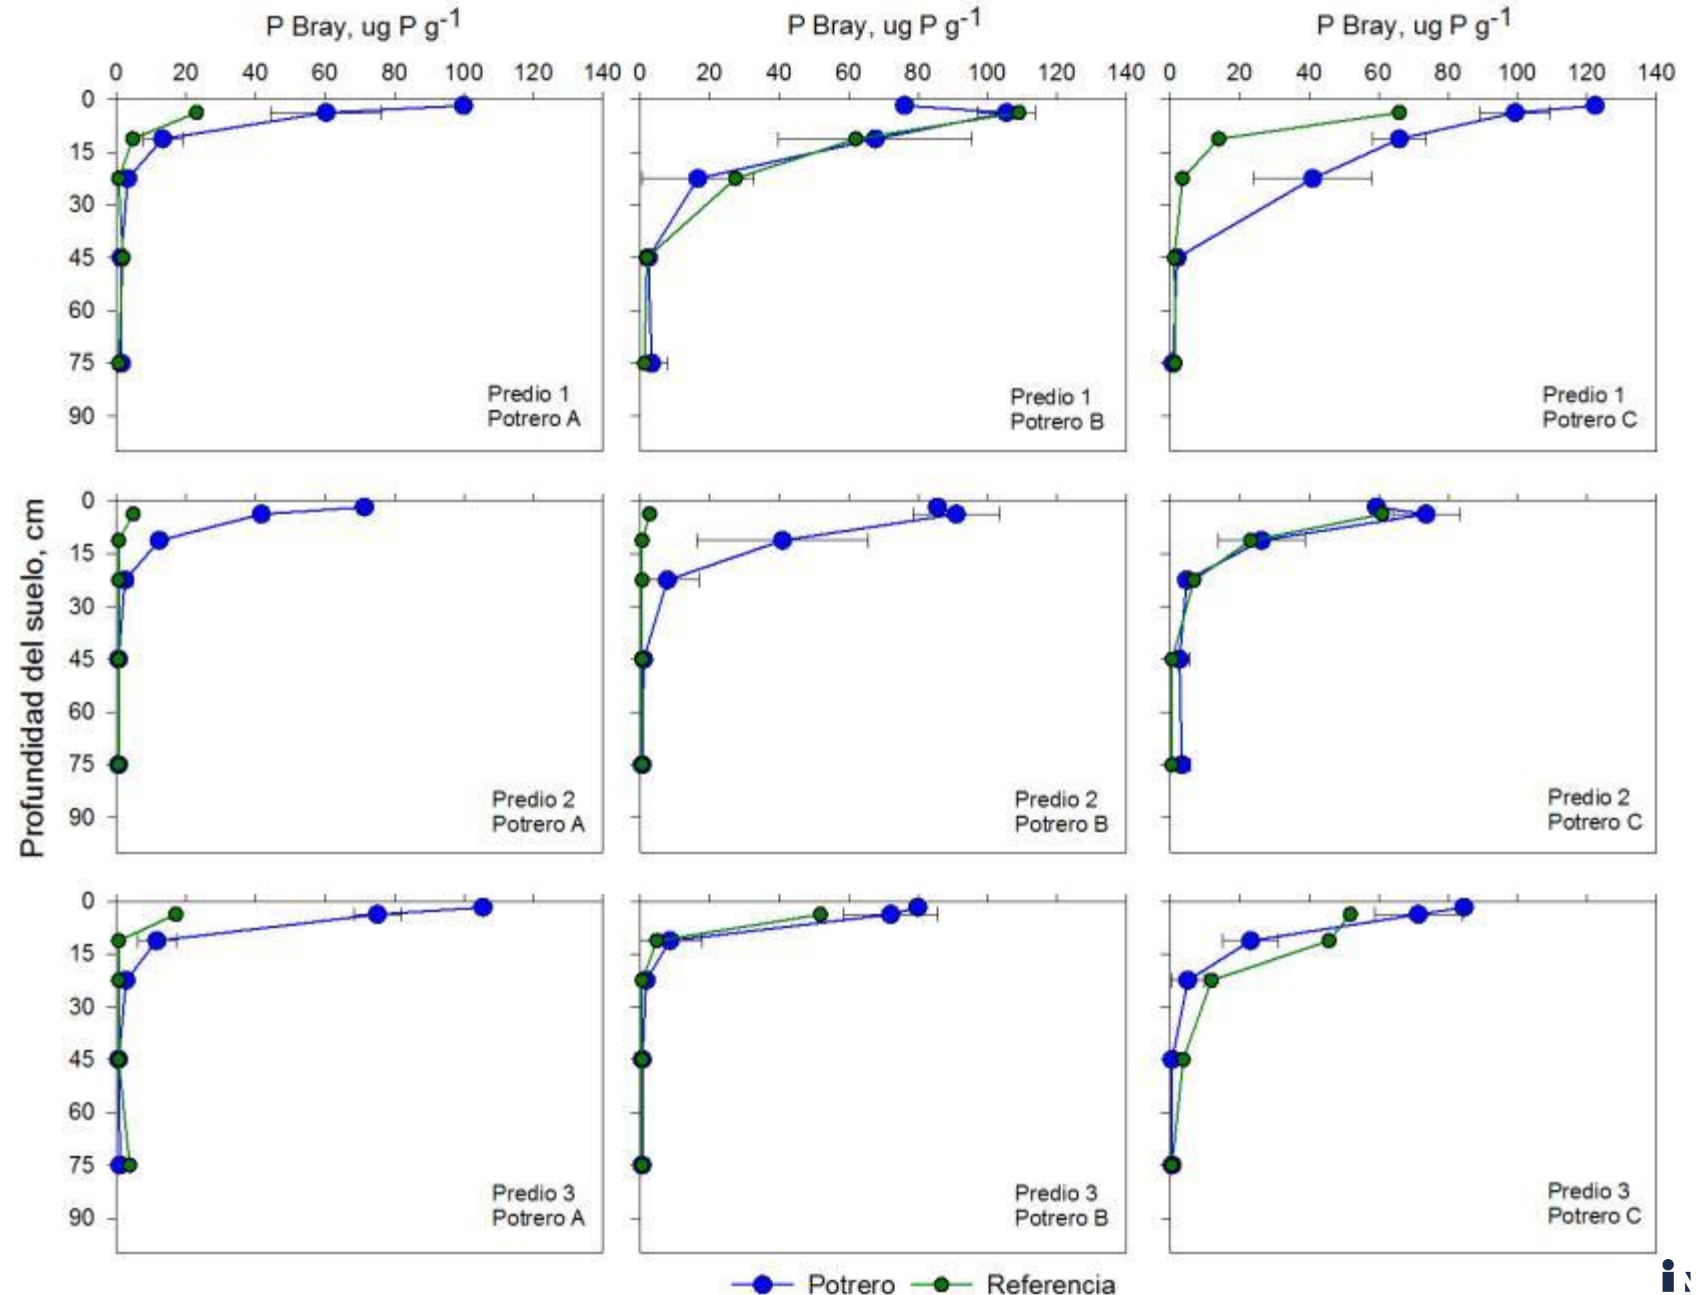 P Bray, ug P g-1 P Bray, ug P g-1 P Bray, ug P g-1
0 20 40 60 80 100 120 140 0 20 40 60 80 100 120 140 0 20 40 60 80 100 120 140
0
15
30
45
60
75
90
Predio 1
Potrero A
Predio 1
Potrero B
Predio 1
Potrero C
Profundidad del suelo, cm
0
15
30
45
60
75
90
Predio 2
Potrero A
Predio 2
Potrero B
Predio 2
Potrero C
0
15
30
45
60
75
90
Predio 3
Potrero A
Predio 3
Potrero B
Predio 3
Potrero C
Potrero Referencia